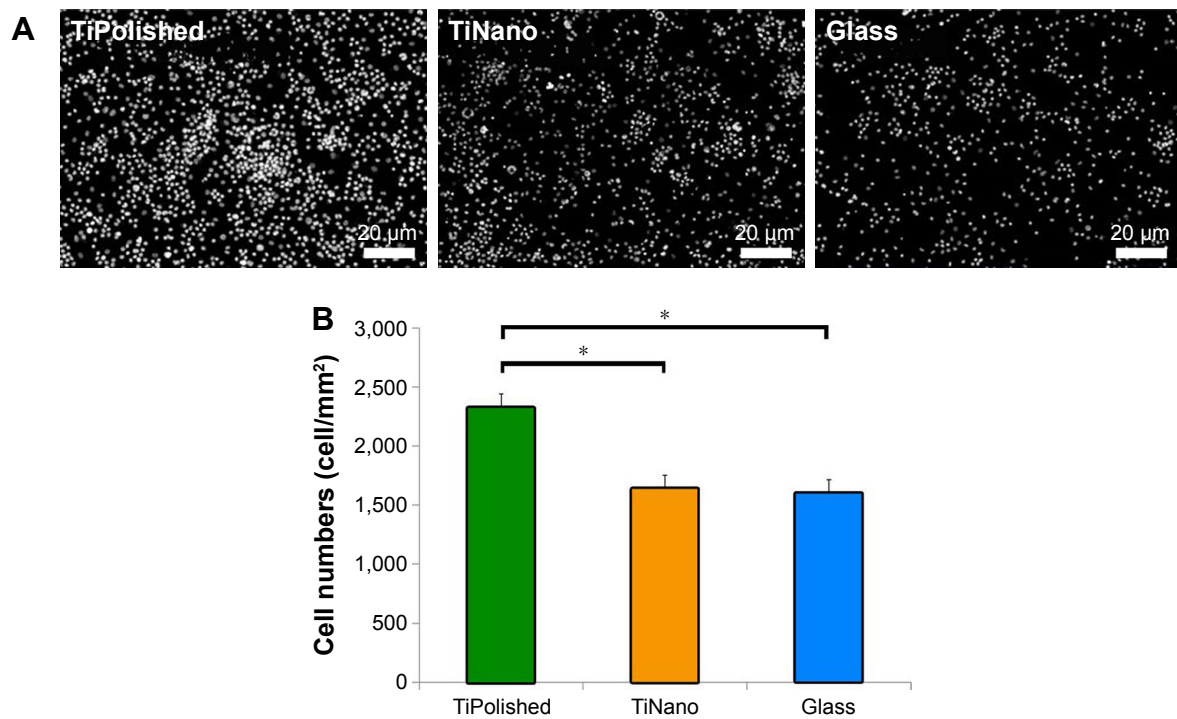 A
TiPolished
TiNano
Glass
20 µm
20 µm
20 µm
B
Cell numbers (cell/mm²)
3,000
2,500
2,000
1,500
1,000
500
0
*
*
TiPolished
TiNano
Glass